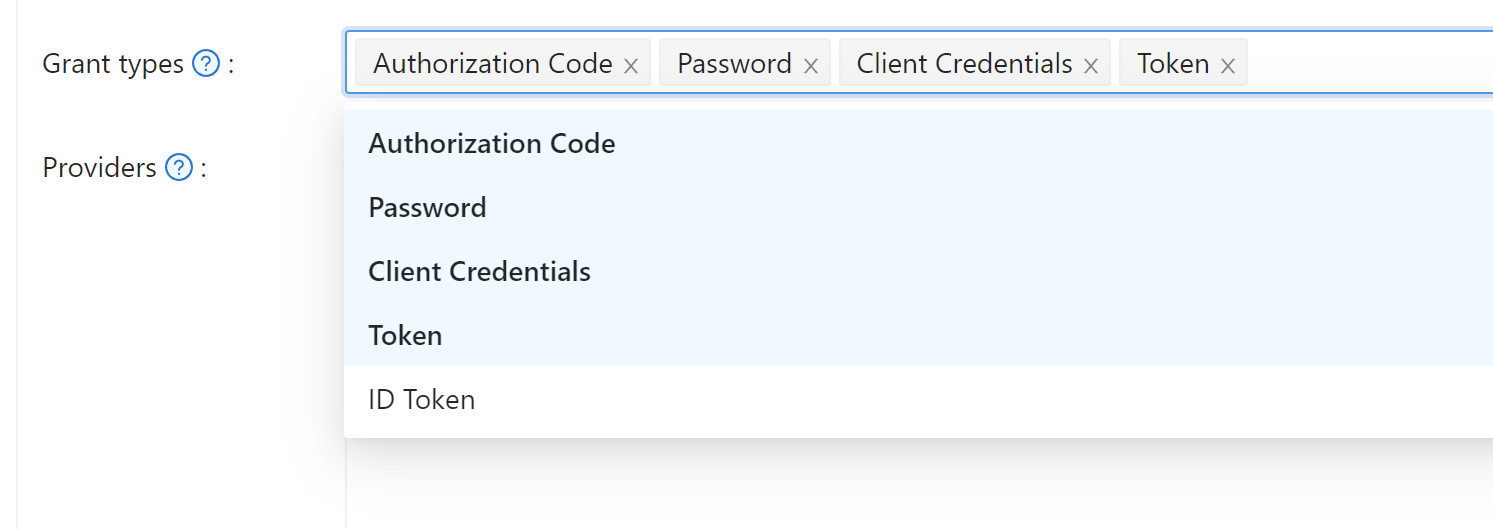 Grant types ? : Authorization Code × Password × Client Credentials × Token ×
Authorization Code
Providers ? :
Password
Client Credentials
Token
ID Token